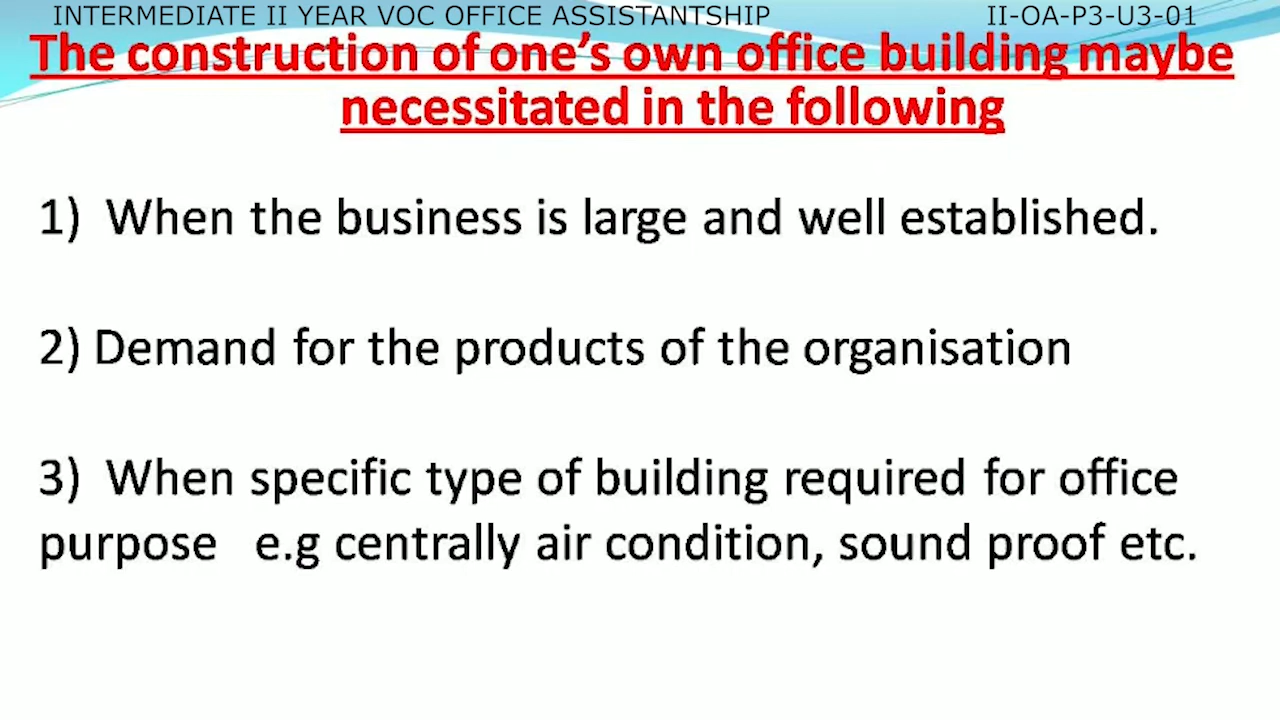 INTERMEDIATE II YEAR VOC OFFICE ASSISTANTSHIP II-OA-P3-U3-01
The construction of one's own office building maybe
necessitated in the following
1) When the business is large and well established.
2) Demand for the products of the organisation
3) When specific type of building required for office
purpose e.g centrally air condition, sound proof etc.